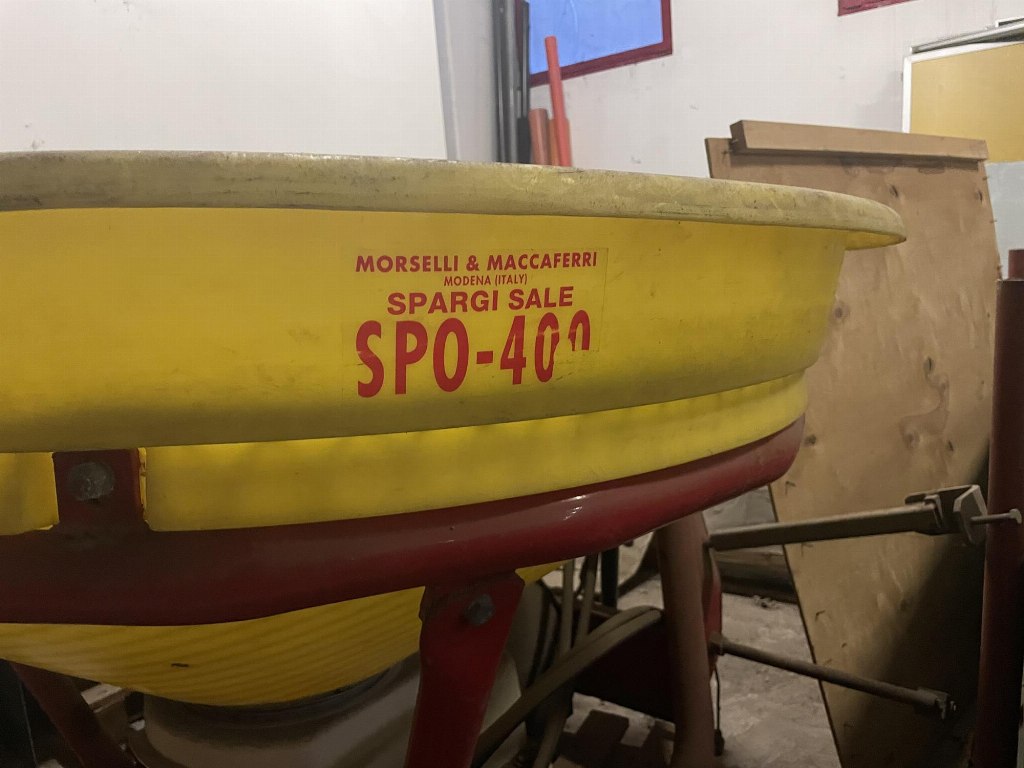 MORSELLI & MACCAFERRI
MODENA (ITALY)
SPARGI SALE
SPO-400